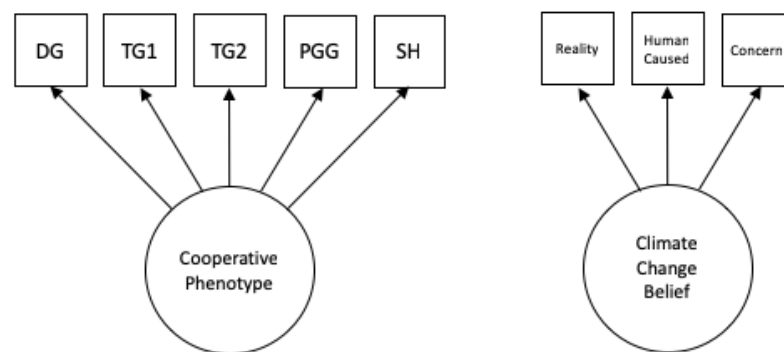 DG
TG1
TG2
PGG
SH
Reality
Human
Caused
Concern
Cooperative
Phenotype
Climate
Change
Belief